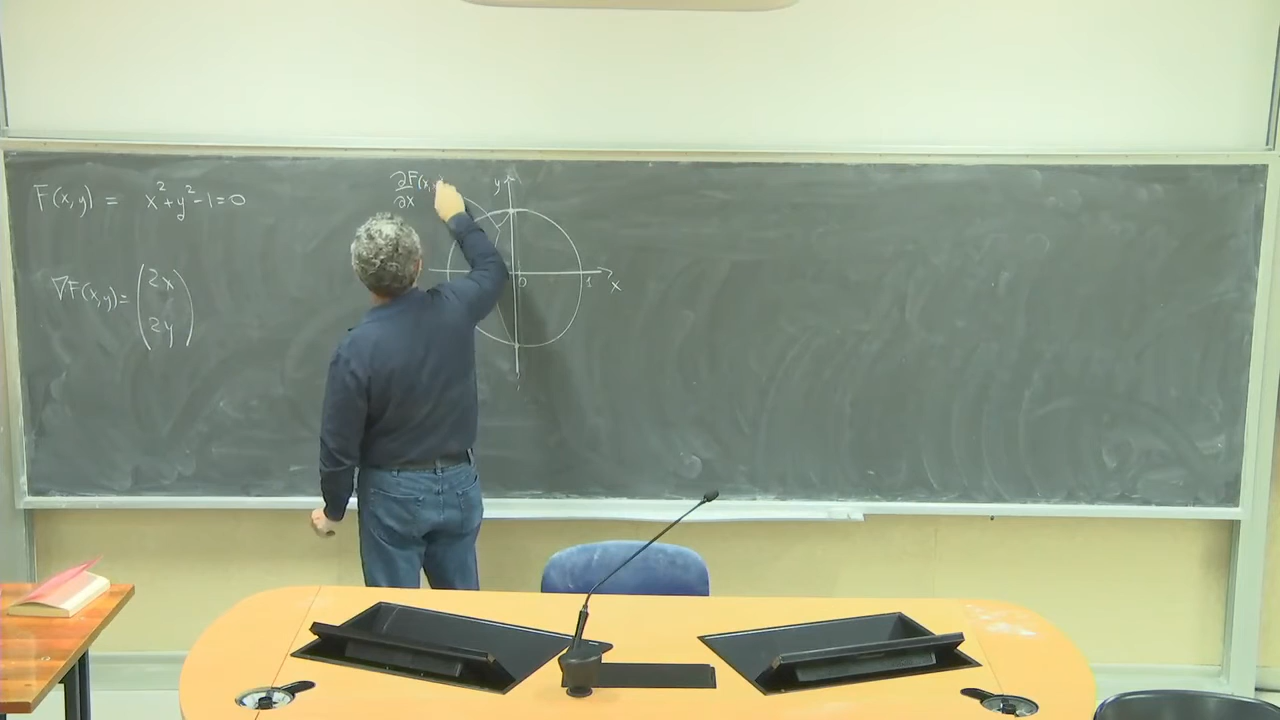 F(x,y) = x²+y²-1=0
∇F(x,y)= (2x
2y)
∂F(x,
∂x
y
0 1
x